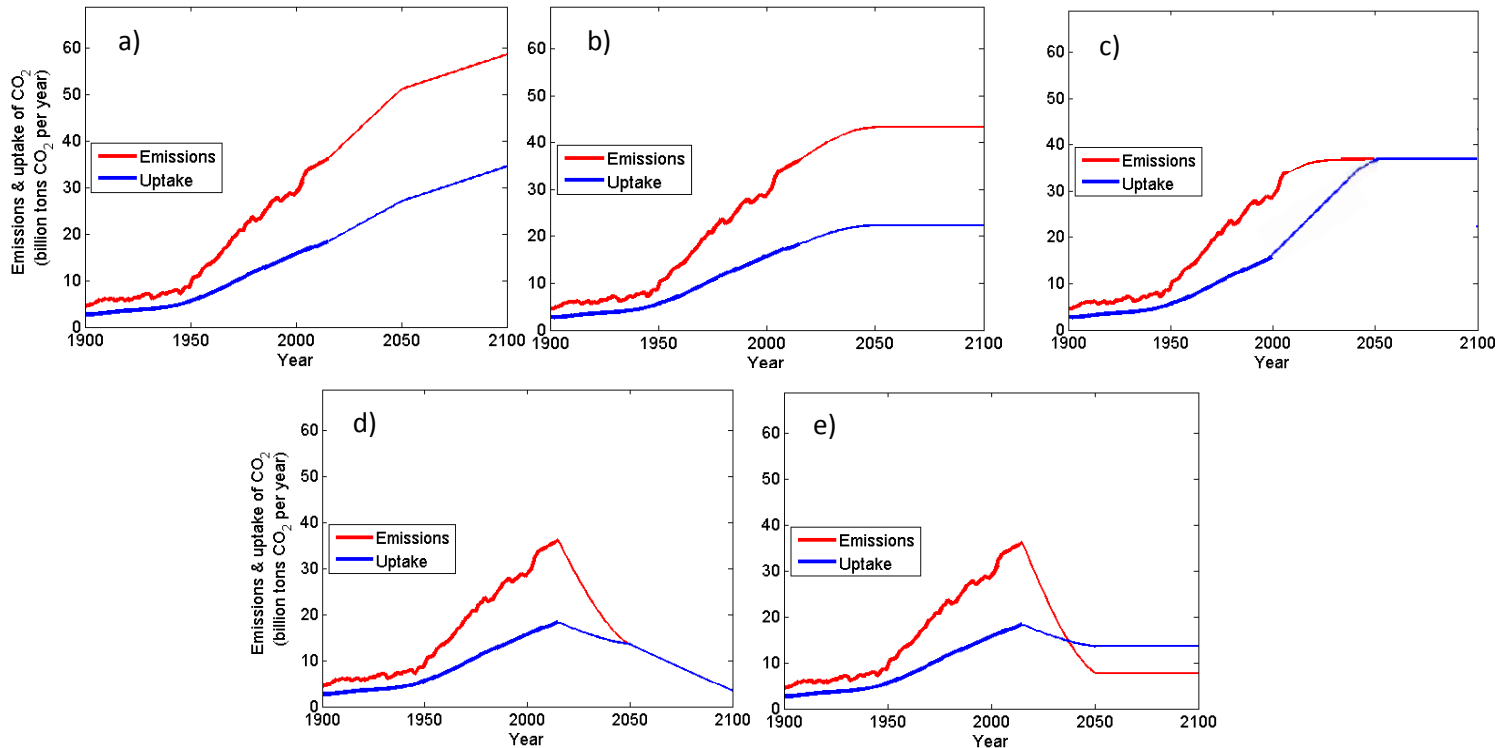 a)
Emissions & uptake of CO₂
(billion tons CO₂ per year)
60
50
40
30
20
10
0
Emissions
Uptake
1900
1950
2000
2050
2100
Year
b)
60
50
40
30
20
10
0
Emissions
Uptake
1900
1950
2000
2050
2100
Year
c)
60
50
40
30
20
10
0
Emissions
Uptake
1900
1950
2000
2050
2100
Year
d)
Emissions & uptake of CO₂
(billion tons CO₂ per year)
60
50
40
30
20
10
0
Emissions
Uptake
1900
1950
2000
2050
2100
Year
e)
60
50
40
30
20
10
0
Emissions
Uptake
1900
1950
2000
2050
2100
Year